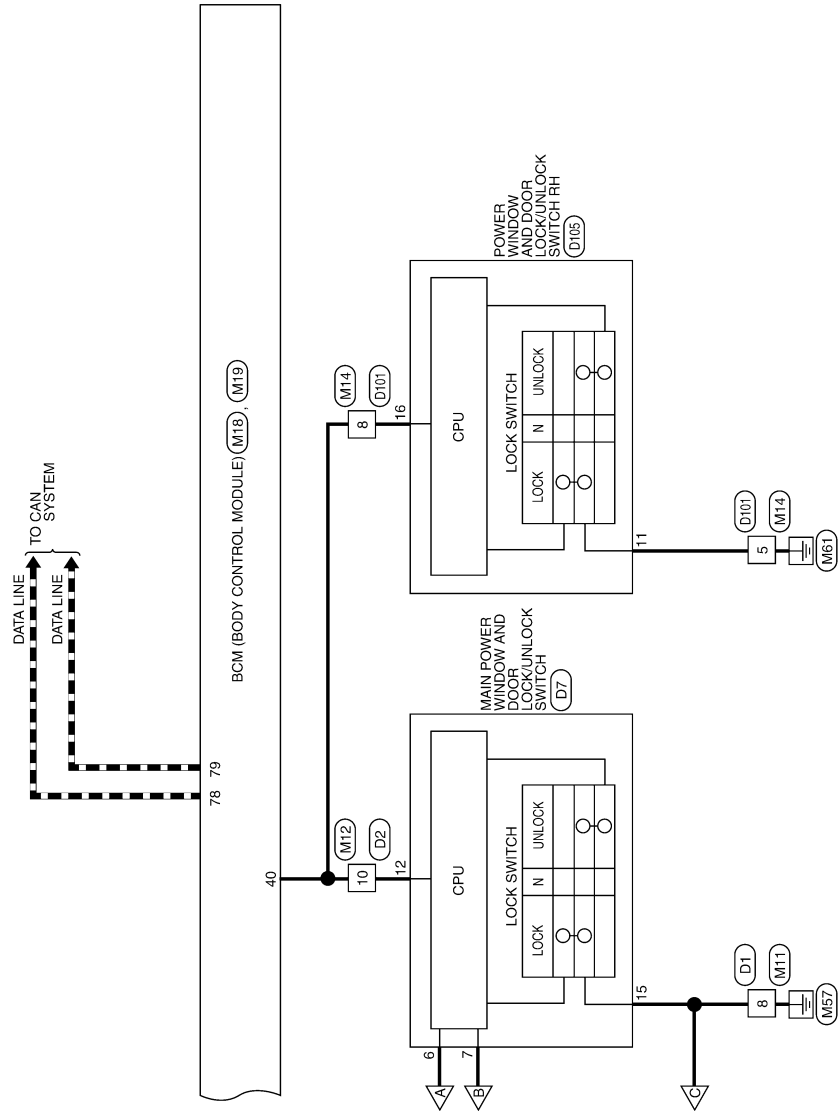 DATA LINE
DATA LINE
TO CAN
SYSTEM
78
79
BCM (BODY CONTROL MODULE) M18 , M19
40
10
M12
D2
12
8
M14
D101
16
A
6
B
7
CPU
LOCK SWITCH
LOCK
N
UNLOCK
MAIN POWER
WINDOW AND
DOOR
LOCK/UNLOCK
SWITCH
D7
15
C
8
D1
M11
M57
CPU
LOCK SWITCH
LOCK
N
UNLOCK
POWER
WINDOW
AND DOOR
LOCK/UNLOCK
SWITCH RH
D105
11
5
D101
M14
M61